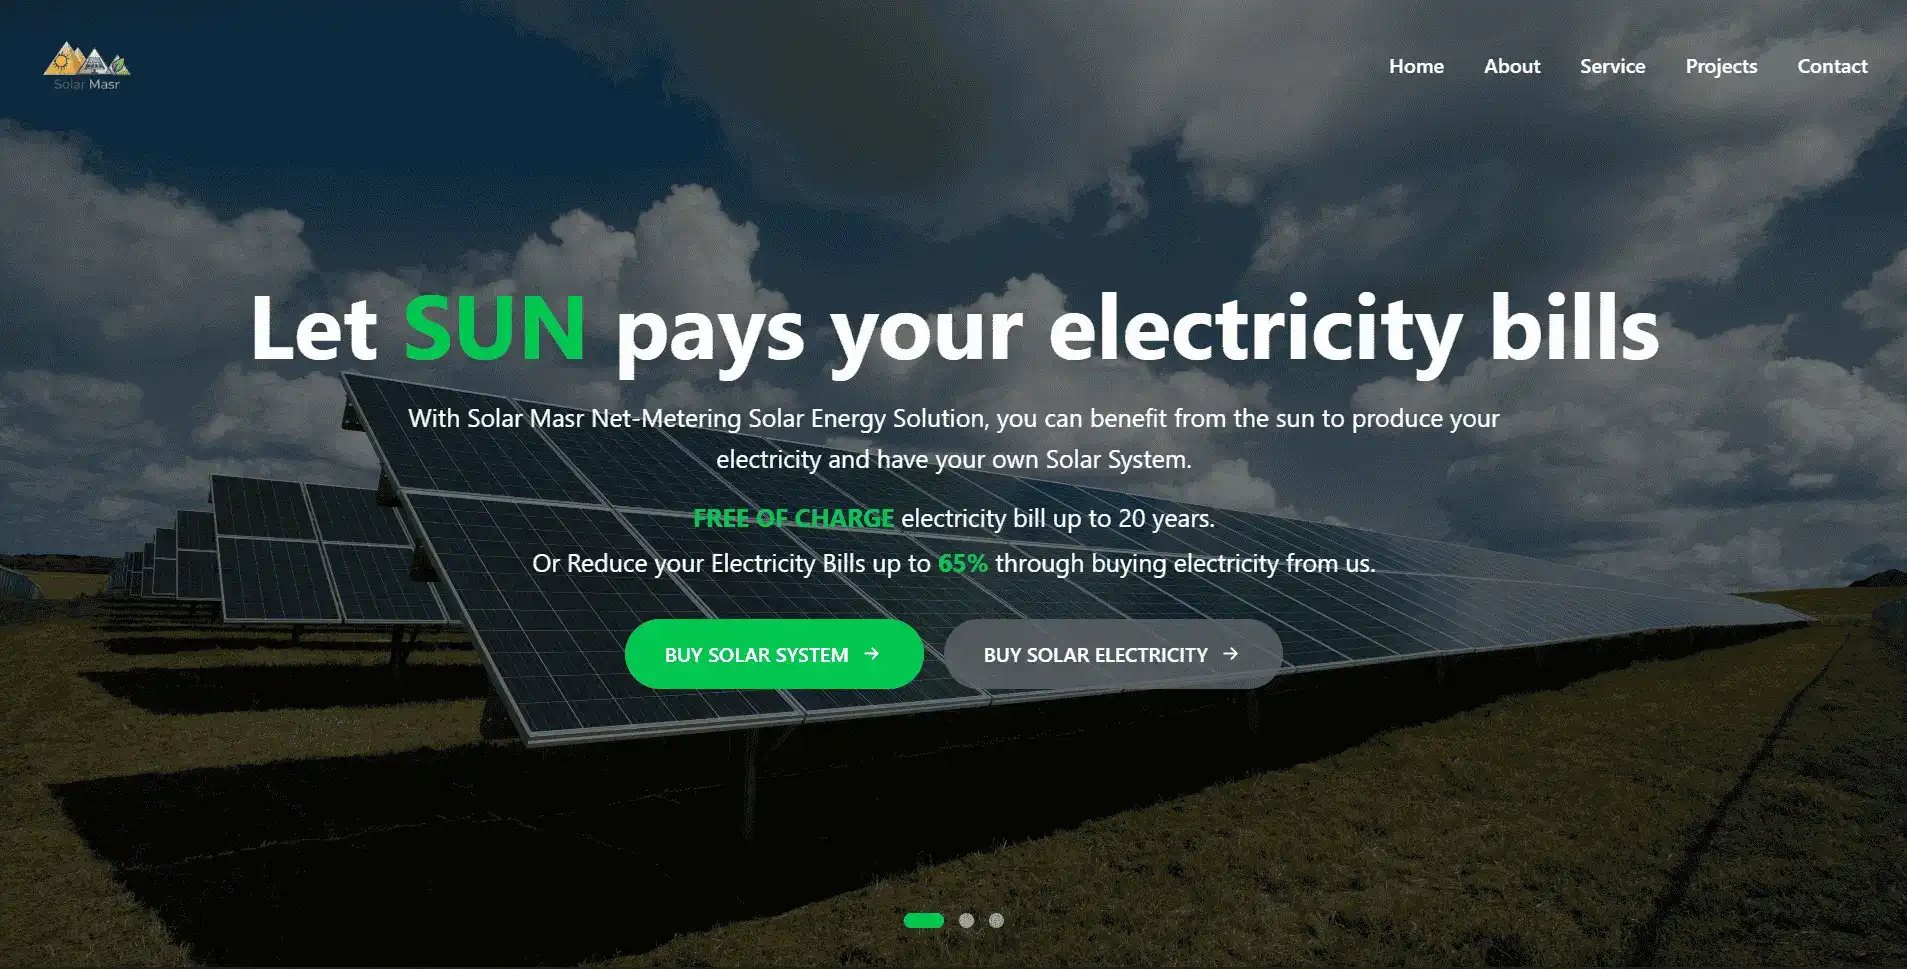 Solar Masr
Home About Service Projects Contact
Let SUN pays your electricity bills
With Solar Masr Net-Metering Solar Energy Solution, you can benefit from the sun to produce your
electricity and have your own Solar System.
FREE OF CHARGE electricity bill up to 20 years.
Or Reduce your Electricity Bills up to 65% through buying electricity from us.
BUY SOLAR SYSTEM → BUY SOLAR ELECTRICITY →